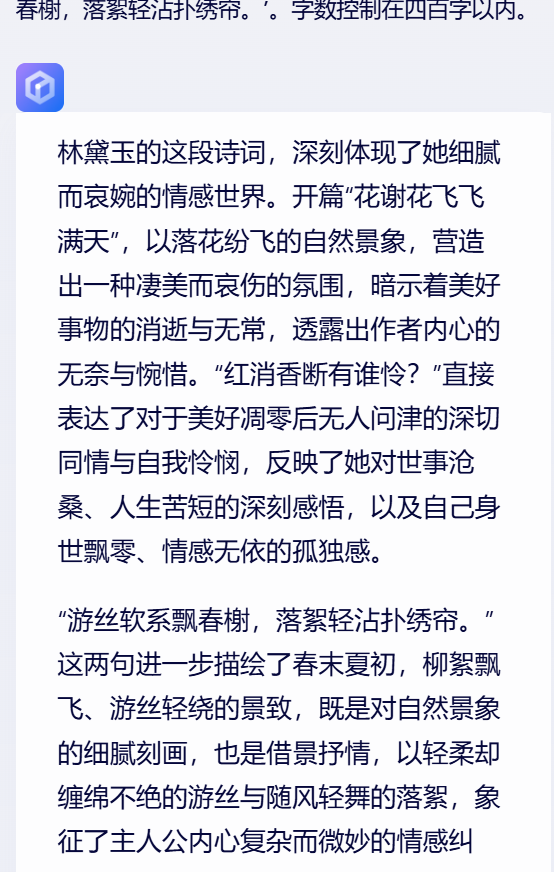 春榭，落絮轻沾扑绣帘。’。字数控制在四百字以内。
林黛玉的这段诗词，深刻体现了她细腻
而哀婉的情感世界。开篇“花谢花飞飞
满天”，以落花纷飞的自然景象，营造
出一种凄美而哀伤的氛围，暗示着美好
事物的消逝与无常，透露出作者内心的
无奈与惋惜。“红消香断有谁怜？”直接
表达了对于美好凋零后无人问津的深切
同情与自我怜悯，反映了她对世事沧
桑、人生苦短的深刻感悟，以及自己身
世飘零、情感无依的孤独感。
“游丝软系飘春榭，落絮轻沾扑绣帘。”
这两句进一步描绘了春末夏初，柳絮飘
飞、游丝轻绕的景致，既是对自然景象
的细腻刻画，也是借景抒情，以轻柔却
缠绵不绝的游丝与随风轻舞的落絮，象
征了主人公内心复杂而微妙的情感纠